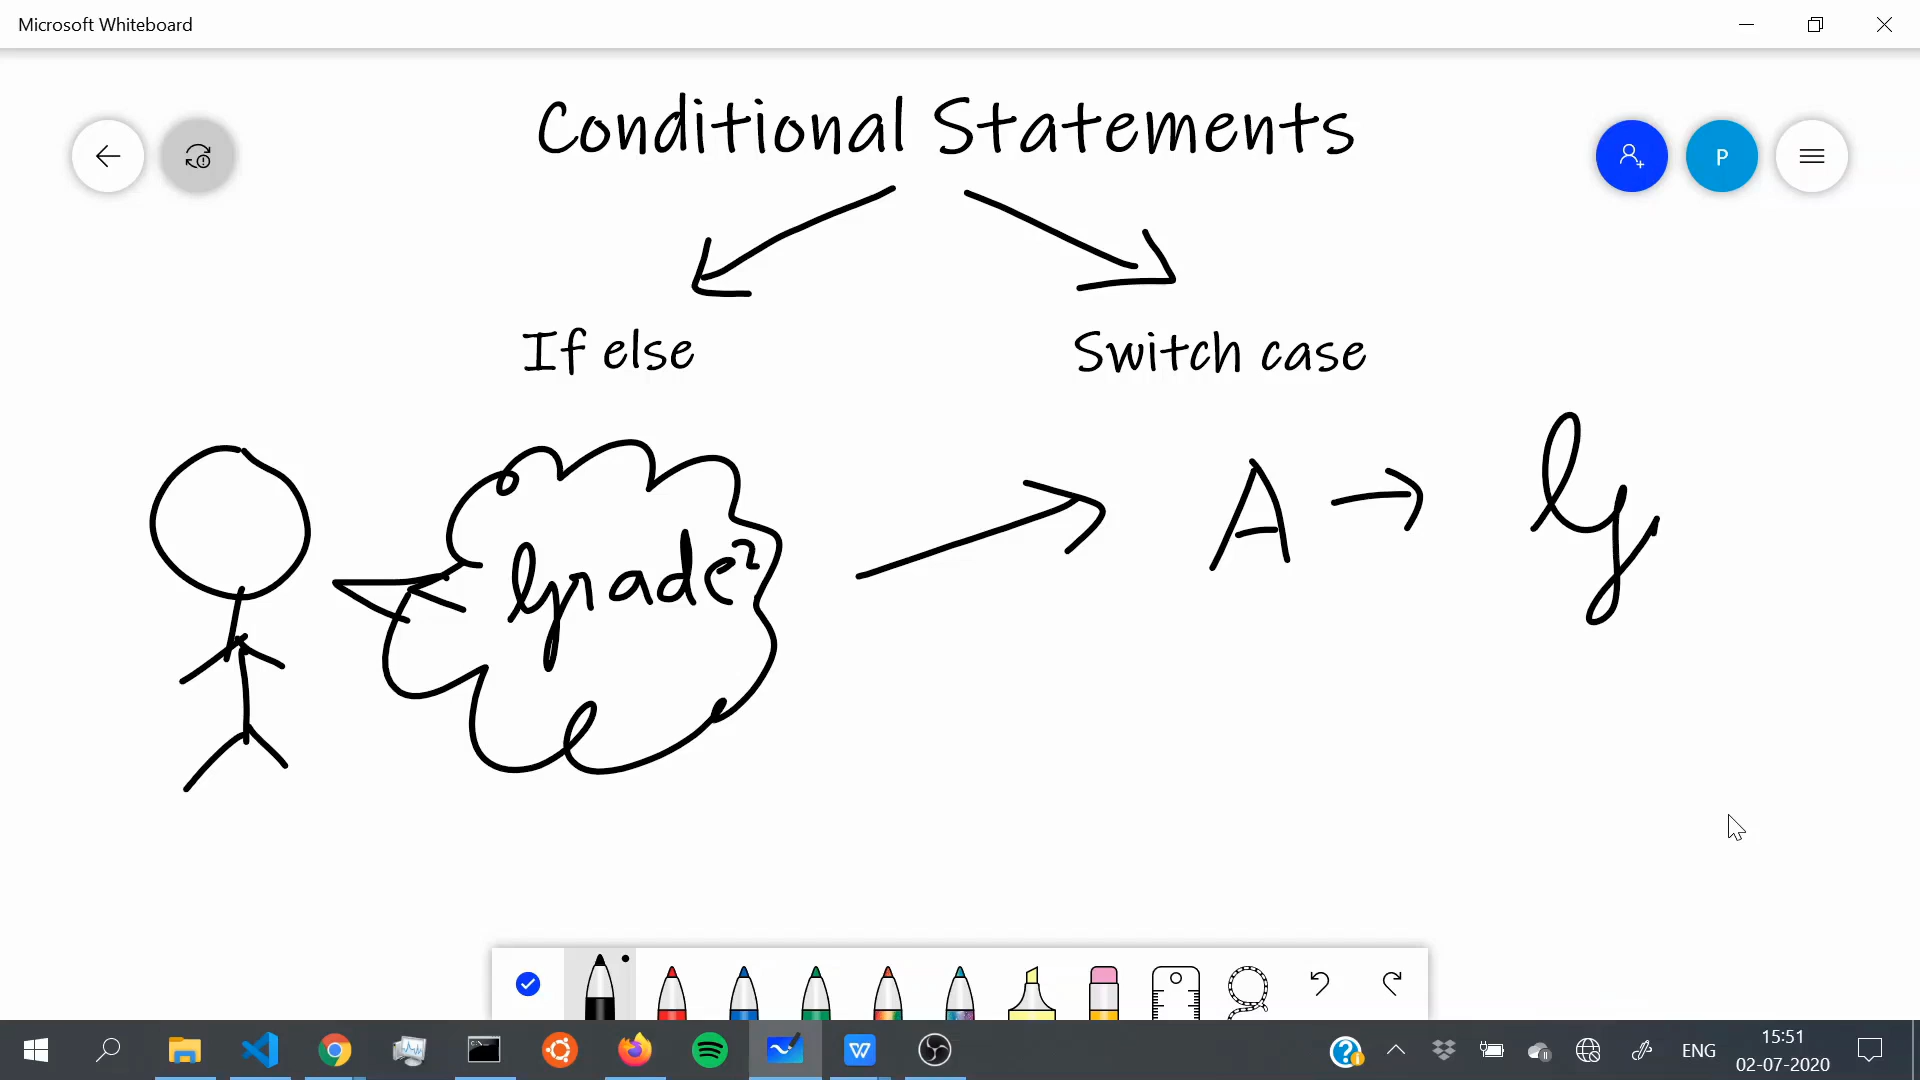 Microsoft Whiteboard
Conditional Statements
P
If else
Switch case
Grade?
A → G
ENG
15:51
02-07-2020